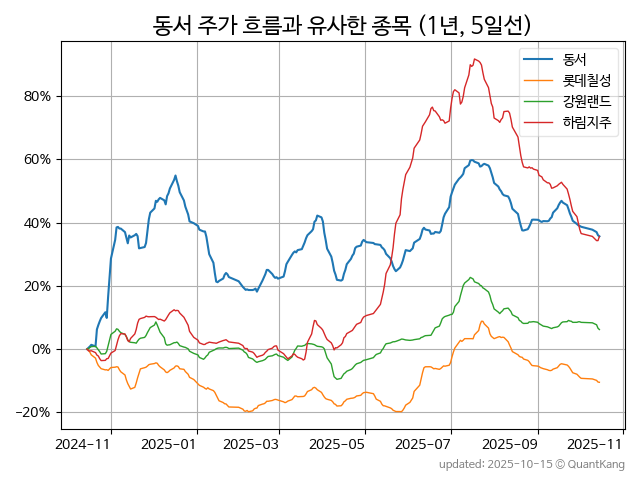 동서 주가 흐름과 유사한 종목 (1년, 5일선)
동서
롯데칠성
강원랜드
하림지주
80%
60%
40%
20%
0%
−20%
2024-11
2025-01
2025-03
2025-05
2025-07
2025-09
2025-11
updated: 2025-10-15 © QuantKang